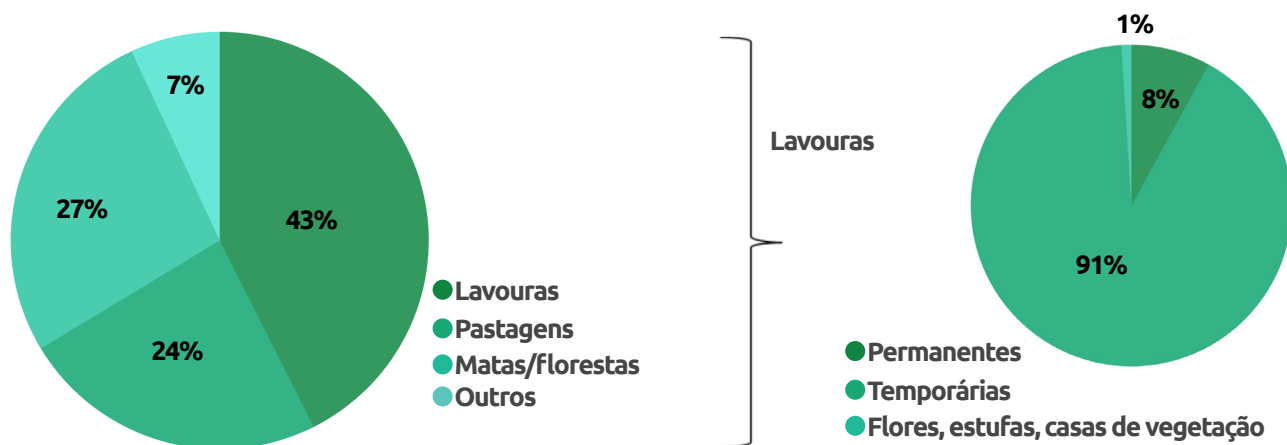 7%
27%
43%
24%
Lavouras
Pastagens
Matas/florestas
Outros
Lavouras
1%
8%
91%
Permanentes
Temporárias
Flores, estufas, casas de vegetação